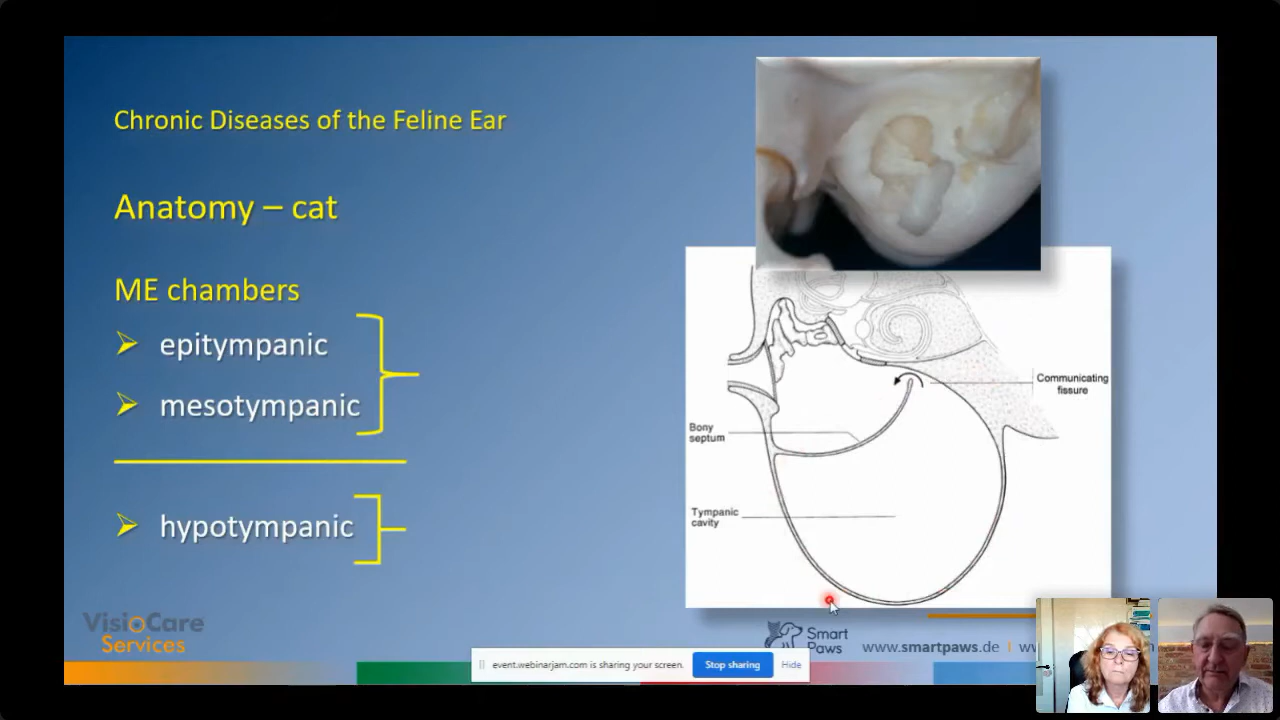 Chronic Diseases of the Feline Ear
Anatomy – cat
ME chambers
epitympanic
mesotympanic
hypotympanic
Communicating
fissure
Bony
septum
Tympanic
cavity
VisioCare
Services
Smart
Paws
www.smartpaws.de
event.webinarjam.com is sharing your screen.
Stop sharing
Hide